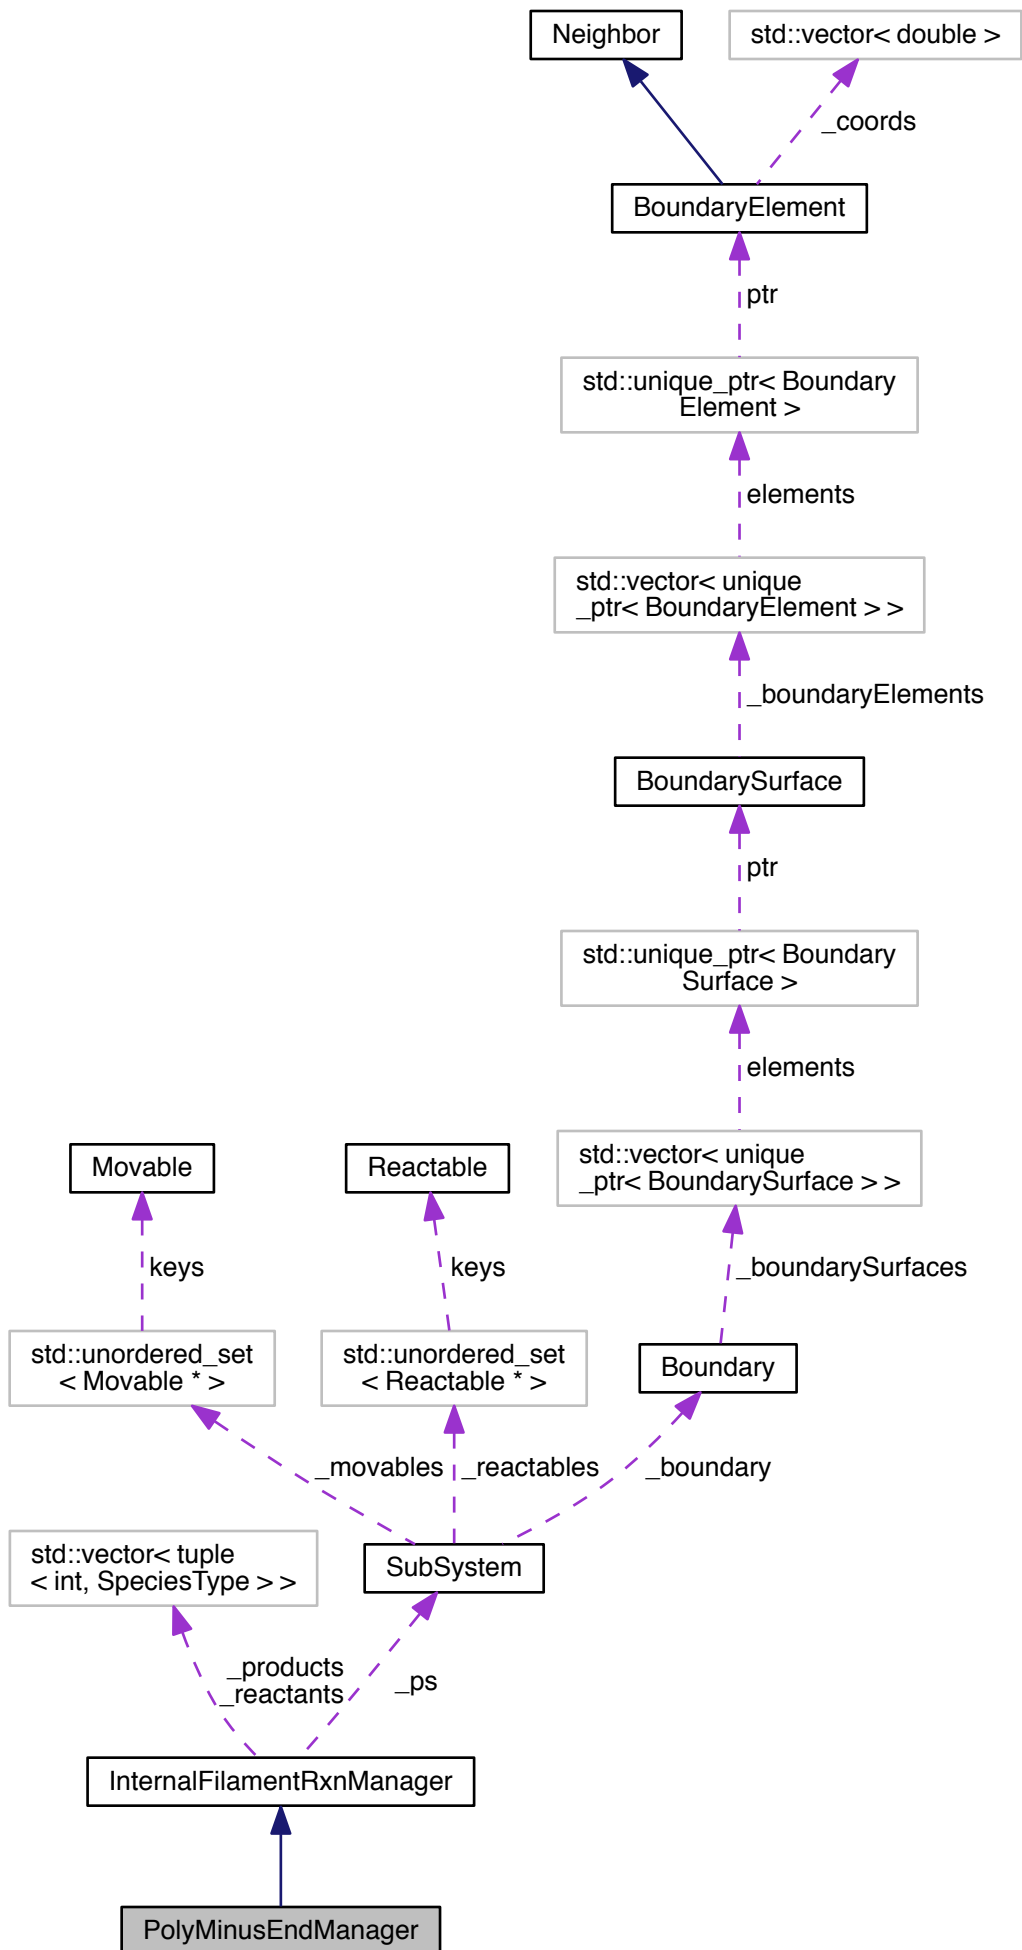 Neighbor
std::vector< double >
_coords
BoundaryElement
ptr
std::unique_ptr< Boundary
Element >
elements
std::vector< unique
_ptr< BoundaryElement > >
_boundaryElements
BoundarySurface
ptr
std::unique_ptr< Boundary
Surface >
elements
Movable
Reactable
std::vector< unique
_ptr< BoundarySurface > >
keys
keys
_boundarySurfaces
std::unordered_set
< Movable * >
std::unordered_set
< Reactable * >
Boundary
_movables
_reactables
_boundary
std::vector< tuple
< int, SpeciesType > >
SubSystem
_products
_reactants
_ps
InternalFilamentRxnManager
PolyMinusEndManager